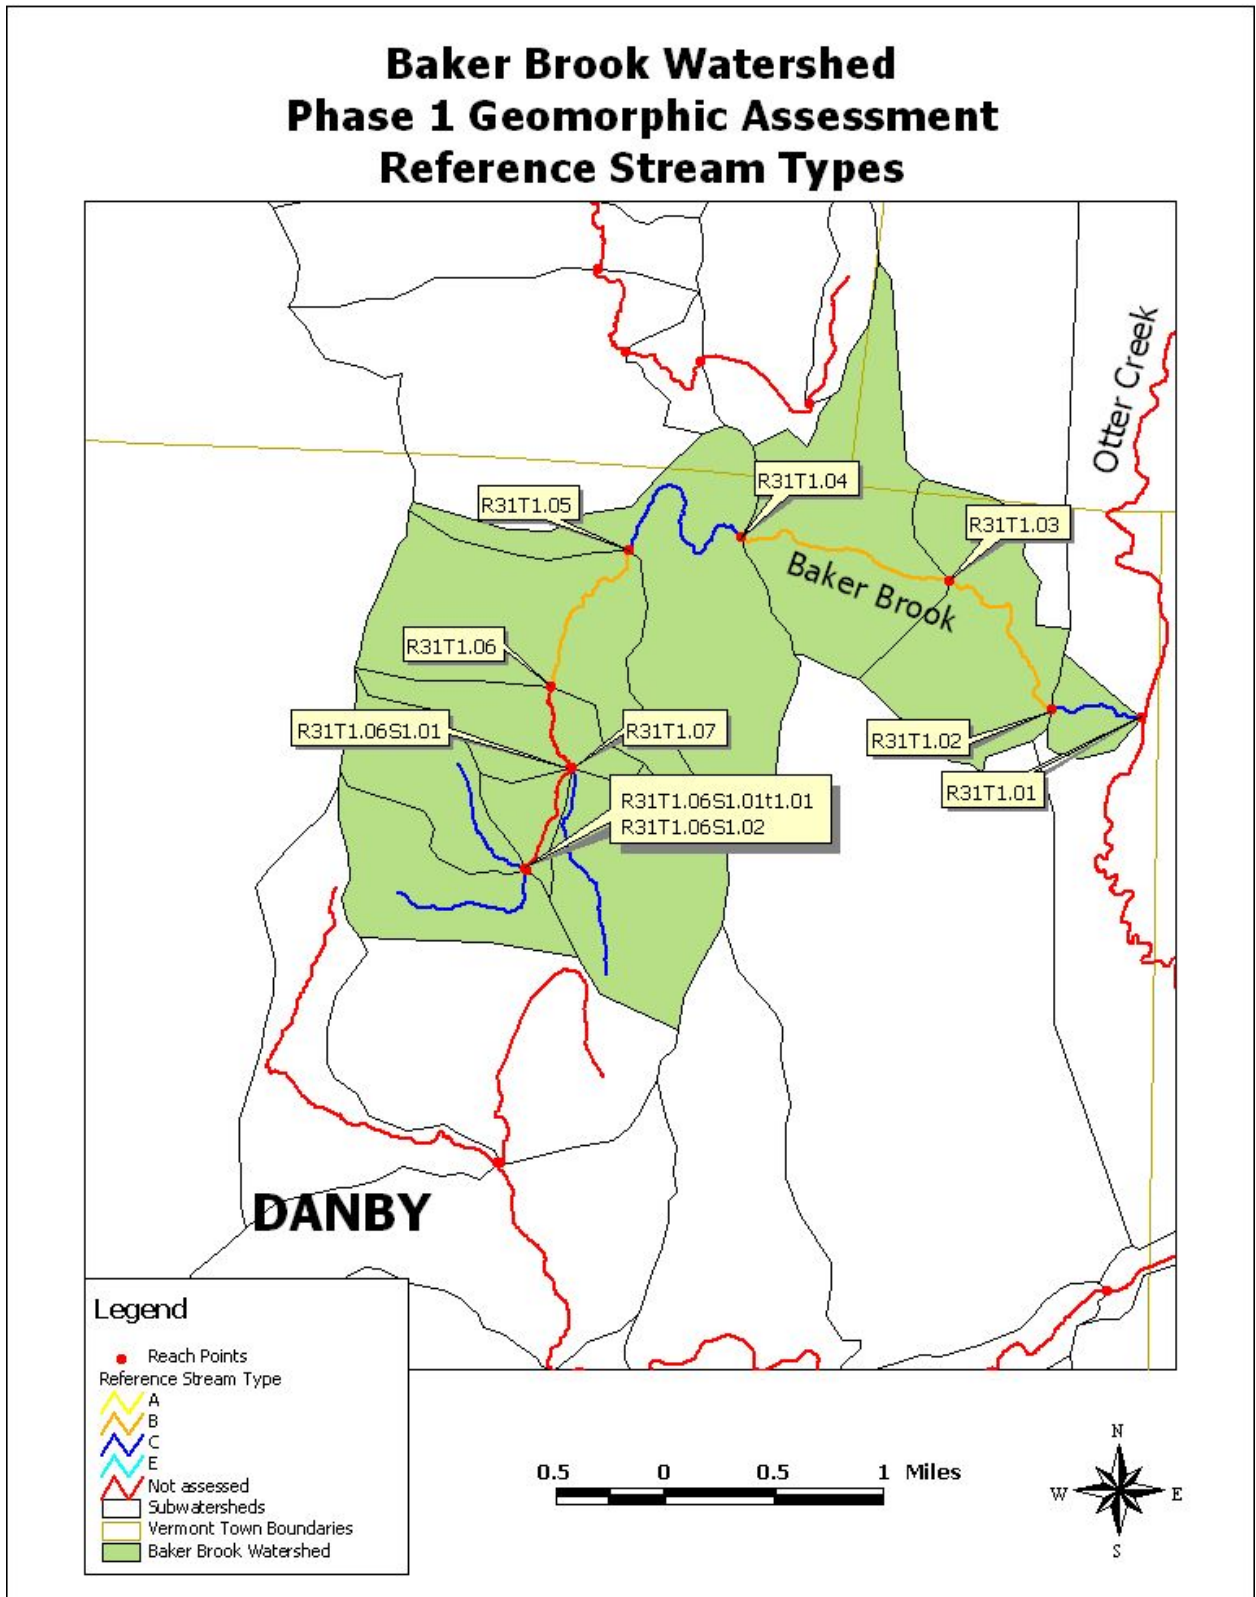 Baker Brook Watershed
Phase 1 Geomorphic Assessment
Reference Stream Types
Otter Creek
R31T1.04
R31T1.05
R31T1.03
Baker Brook
R31T1.06
R31T1.06S1.01
R31T1.07
R31T1.02
R31T1.01
R31T1.06S1.01t1.01
R31T1.06S1.02
DANBY
Legend
Reach Points
Reference Stream Type
A
B
C
E
Not assessed
Subwatersheds
Vermont Town Boundaries
Baker Brook Watershed
0.5 0 0.5 1 Miles
N
W E
S